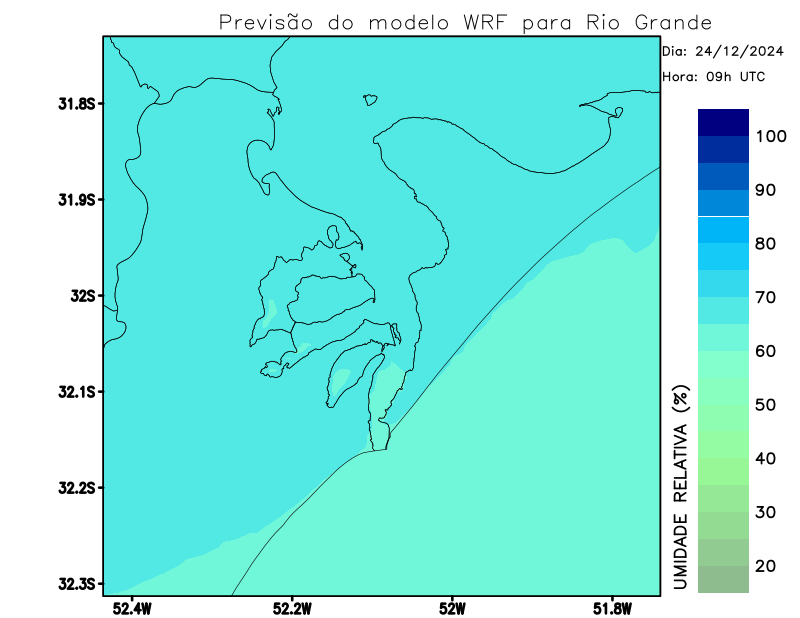 Previsão do modelo WRF para Rio Grande
Dia: 24/12/2024
Hora: 09h UTC
31.8S
31.9S
32S
32.1S
32.2S
32.3S
52.4W
52.2W
52W
51.8W
100
90
80
70
60
50
40
30
20
UMIDADE RELATIVA (%)